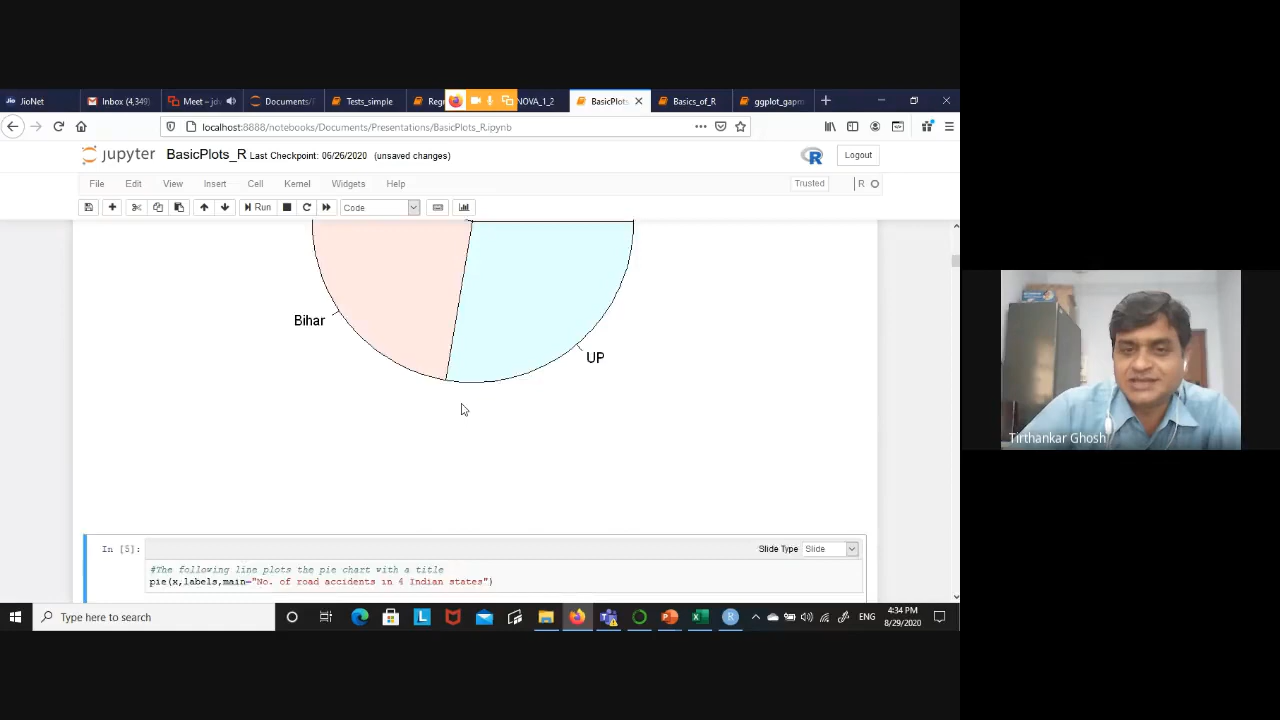 JioNet
Inbox (4,349)
Meet – jd
Documents/F
Tests_simple
Regr
NOVA_1_2
BasicPlots
Basics_of_R
ggplot_gapm
localhost:8888/notebooks/Documents/Presentations/BasicPlots_R.ipynb
jupyter BasicPlots_R Last Checkpoint: 06/26/2020 (unsaved changes)
R
Logout
File Edit View Insert Cell Kernel Widgets Help
Trusted
R
Run
Code
Bihar
UP
In [5]:
Slide Type Slide
#The following line plots the pie chart with a title
pie(x,labels,main="No. of road accidents in 4 Indian states")
Tirthankar Ghosh
Type here to search
ENG
4:34 PM
8/29/2020